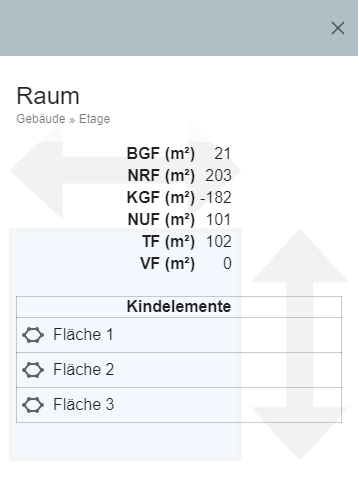 Raum
Gebäude » Etage
BGF (m²) 21
NRF (m²) 203
KGF (m²) -182
NUF (m²) 101
TF (m²) 102
VF (m²) 0
Kindelemente
Fläche 1
Fläche 2
Fläche 3